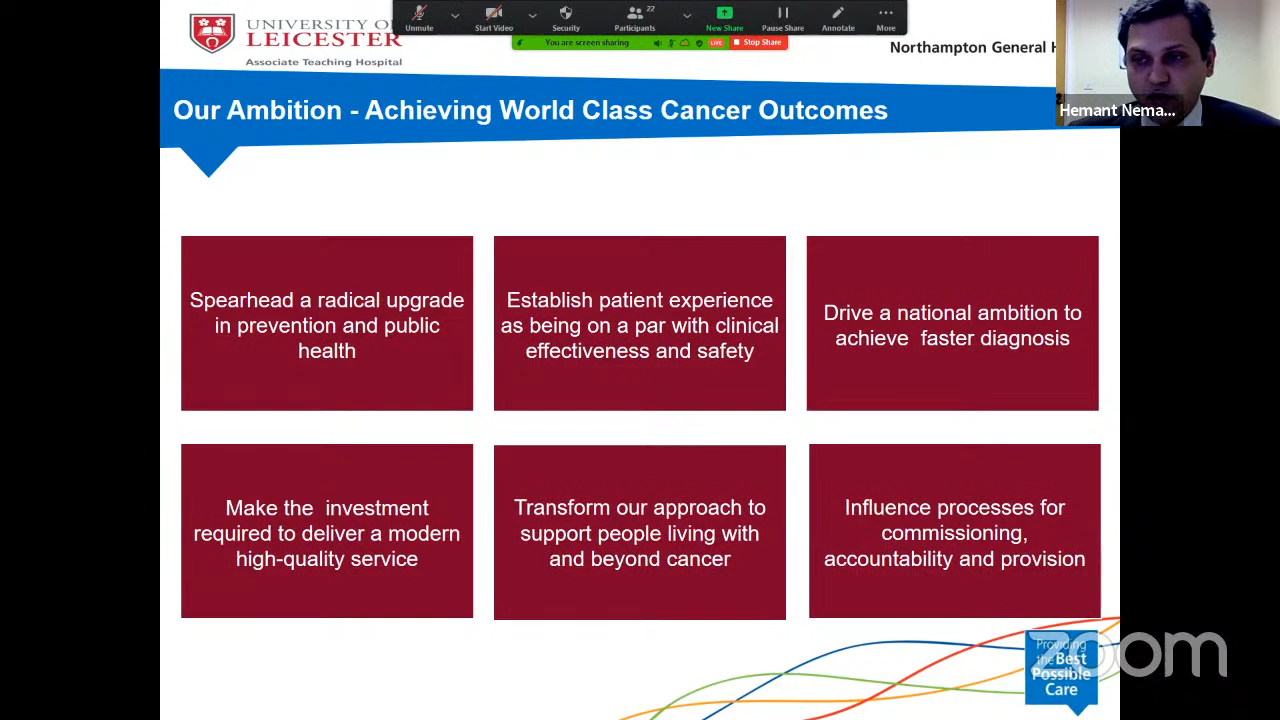 UNIVERSITY OF
LEICESTER
Associate Teaching Hospital
Unmute
Start Video
Security
22
Participants
New Share
Pause Share
Annotate
More
You are screen sharing
LIVE
Stop Share
Northampton General
Hemant Nema...
Our Ambition - Achieving World Class Cancer Outcomes
Spearhead a radical upgrade
in prevention and public
health
Establish patient experience
as being on a par with clinical
effectiveness and safety
Drive a national ambition to
achieve faster diagnosis
Make the investment
required to deliver a modern
high-quality service
Transform our approach to
support people living with
and beyond cancer
Influence processes for
commissioning,
accountability and provision
Providing
the Best
Possible
Care
zoom